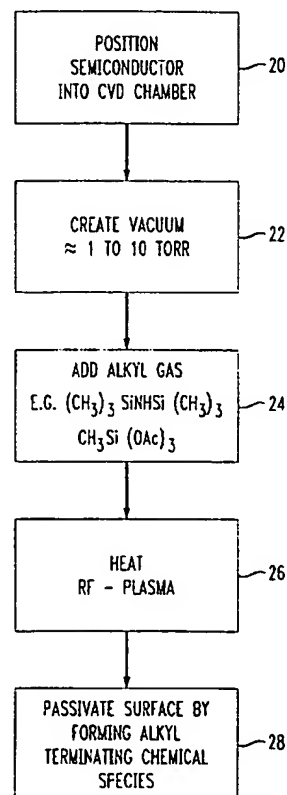 POSITION
SEMICONDUCTOR
INTO CVD CHAMBER
20
CREATE VACUUM
≈ 1 TO 10 TORR
22
ADD ALKYL GAS
E.G. (CH₃)₃ SiNHSi (CH₃)₃
CH₃Si (OAc)₃
24
HEAT
RF - PLASMA
26
PASSIVATE SURFACE BY
FORMING ALKYL
TERMINATING CHEMICAL
SPECIES
28